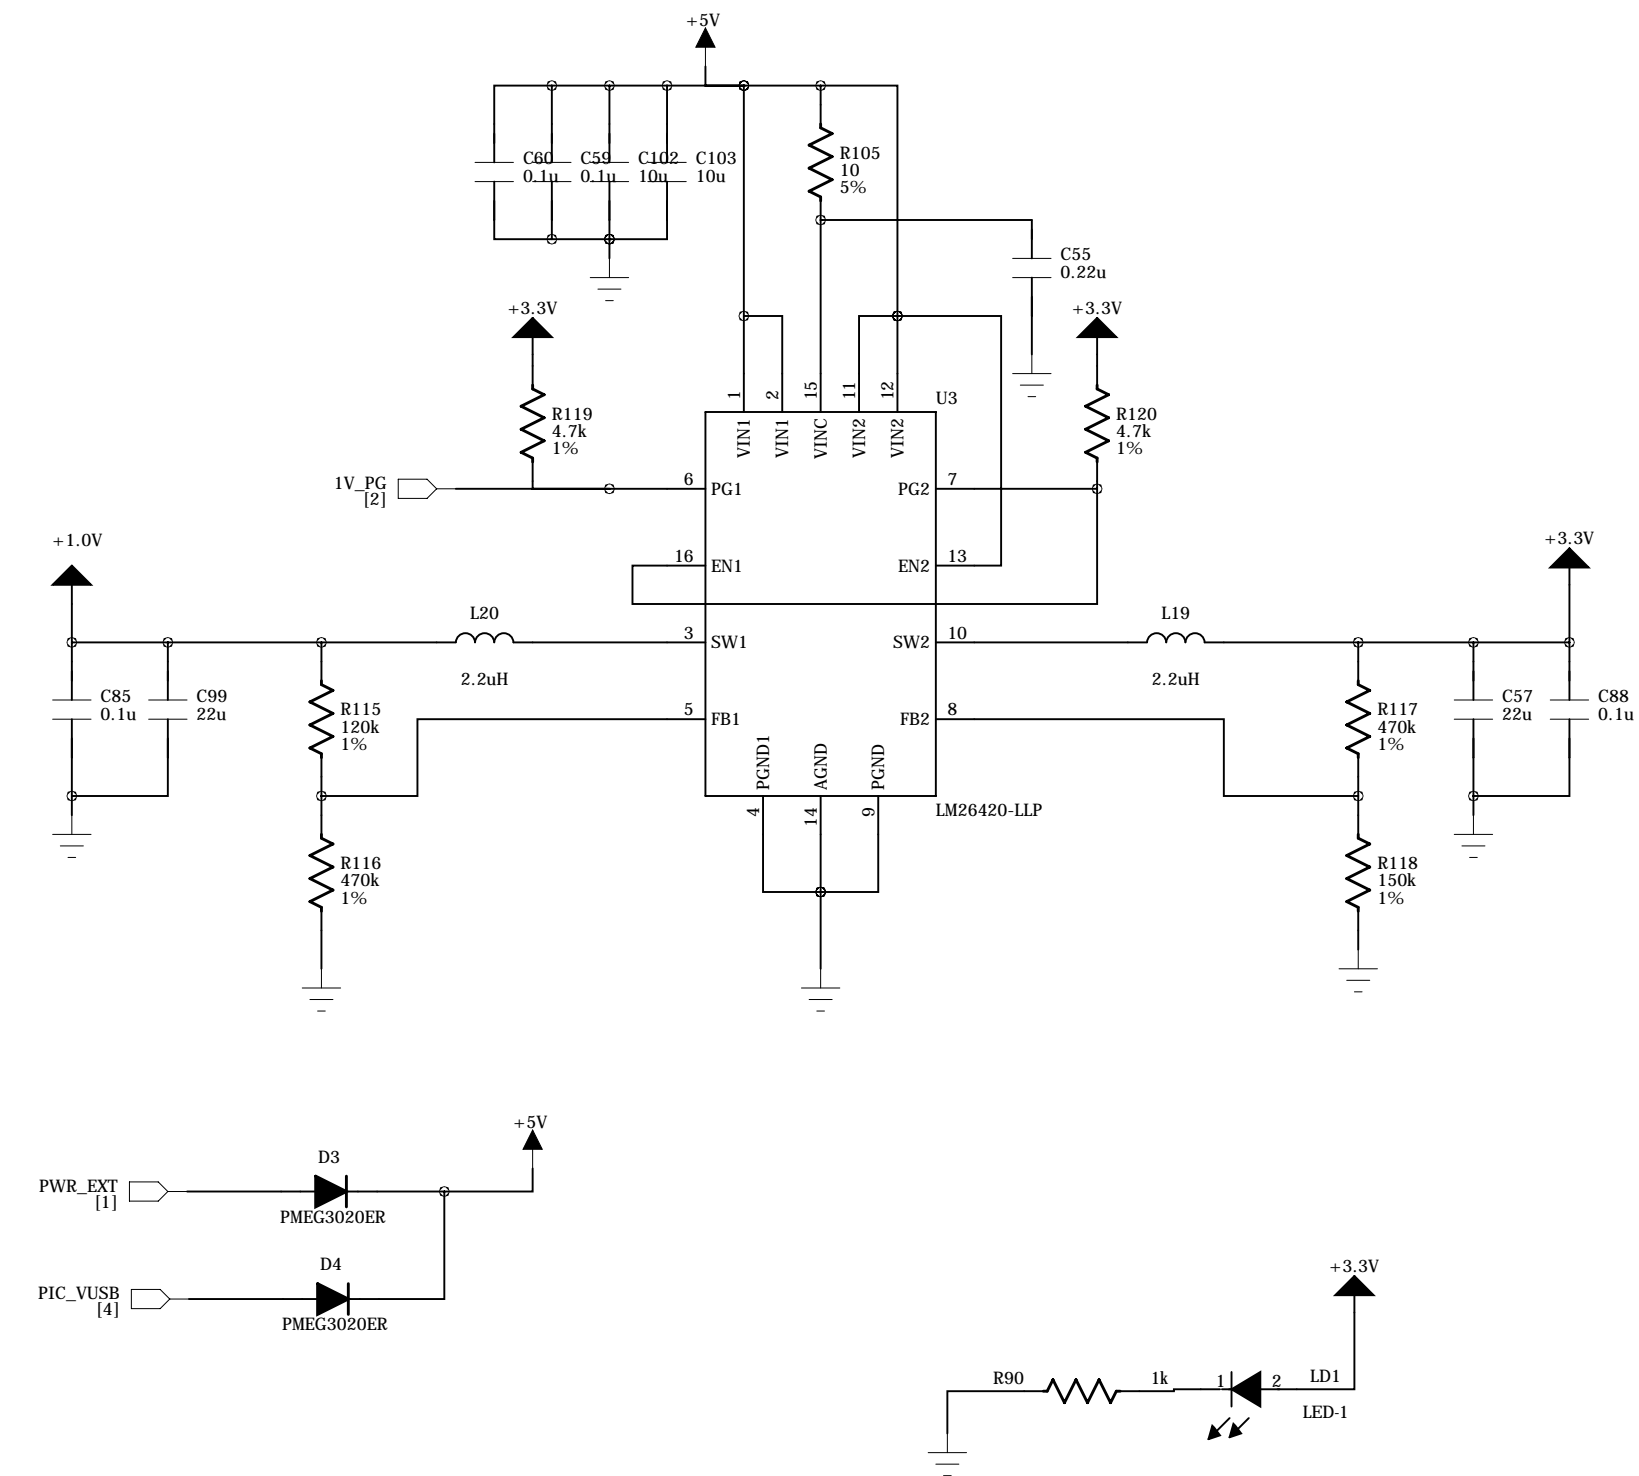 +5V
C60
0.1u
C59
0.1u
C102
10u
C103
10u
R105
10
5%
C55
0.22u
+3.3V
+3.3V
R119
4.7k
1%
R120
4.7k
1%
1
2
15
11
12
U3
VIN1
VIN1
VINC
VIN2
VIN2
1V_PG
[2]
6
PG1
PG2
7
16
EN1
EN2
13
+1.0V
+3.3V
L20
2.2uH
3
SW1
SW2
10
L19
2.2uH
C85
0.1u
C99
22u
R115
120k
1%
5
FB1
FB2
8
R117
470k
1%
C57
22u
C88
0.1u
PGND1
AGND
PGND
4
14
9
LM26420-LLP
R116
470k
1%
R118
150k
1%
+5V
D3
PWR_EXT
[1]
PMEG3020ER
D4
PIC_VUSB
[4]
PMEG3020ER
+3.3V
R90
1k
1
2
LD1
LED-1